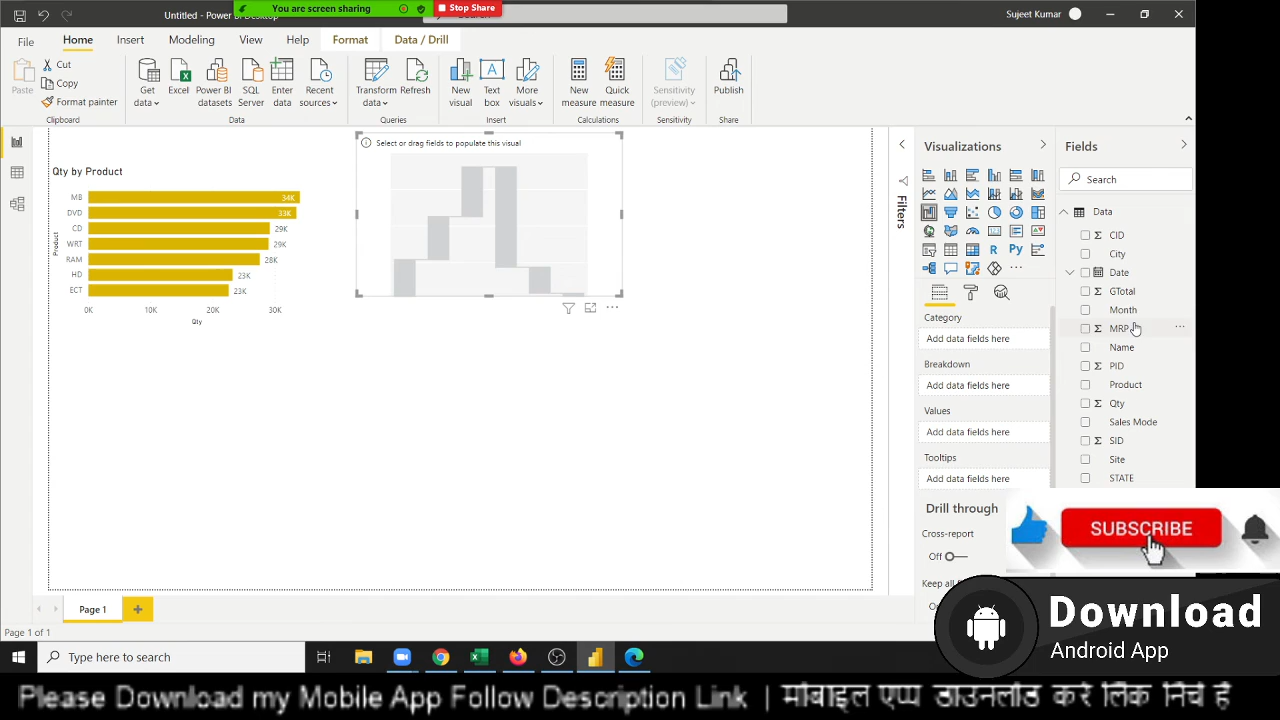 You are screen sharing
Stop Share
Untitled - Power BI Desktop
Sujeet Kumar
File
Home
Insert
Modeling
View
Help
Format
Data / Drill
Paste
Cut
Copy
Format painter
Clipboard
Get data
Excel
Power BI datasets
SQL Server
Enter data
Recent sources
Data
Transform data
Refresh
Queries
New visual
Text box
More visuals
Insert
New measure
Quick measure
Calculations
Sensitivity (preview)
Sensitivity
Publish
Share
Qty by Product
MB 34K
DVD 33K
CD 29K
WRT 29K
RAM 28K
HD 23K
ECT 23K
Product
0K 10K 20K 30K
Qty
Select or drag fields to populate this visual
Filters
Visualizations
R
Py
Category
Add data fields here
Breakdown
Add data fields here
Values
Add data fields here
Tooltips
Add data fields here
Drill through
Cross-report
Off
Fields
Search
Data
CID
City
Date
GTotal
Month
MRP
Name
PID
Product
Qty
Sales Mode
SID
Site
STATE
SUBSCRIBE
Download
Android App
Page 1
Page 1 of 1
Type here to search
Please Download my Mobile App Follow Description Link | मोबाइल एप्प डाउनलोड करे लिंक निचे है